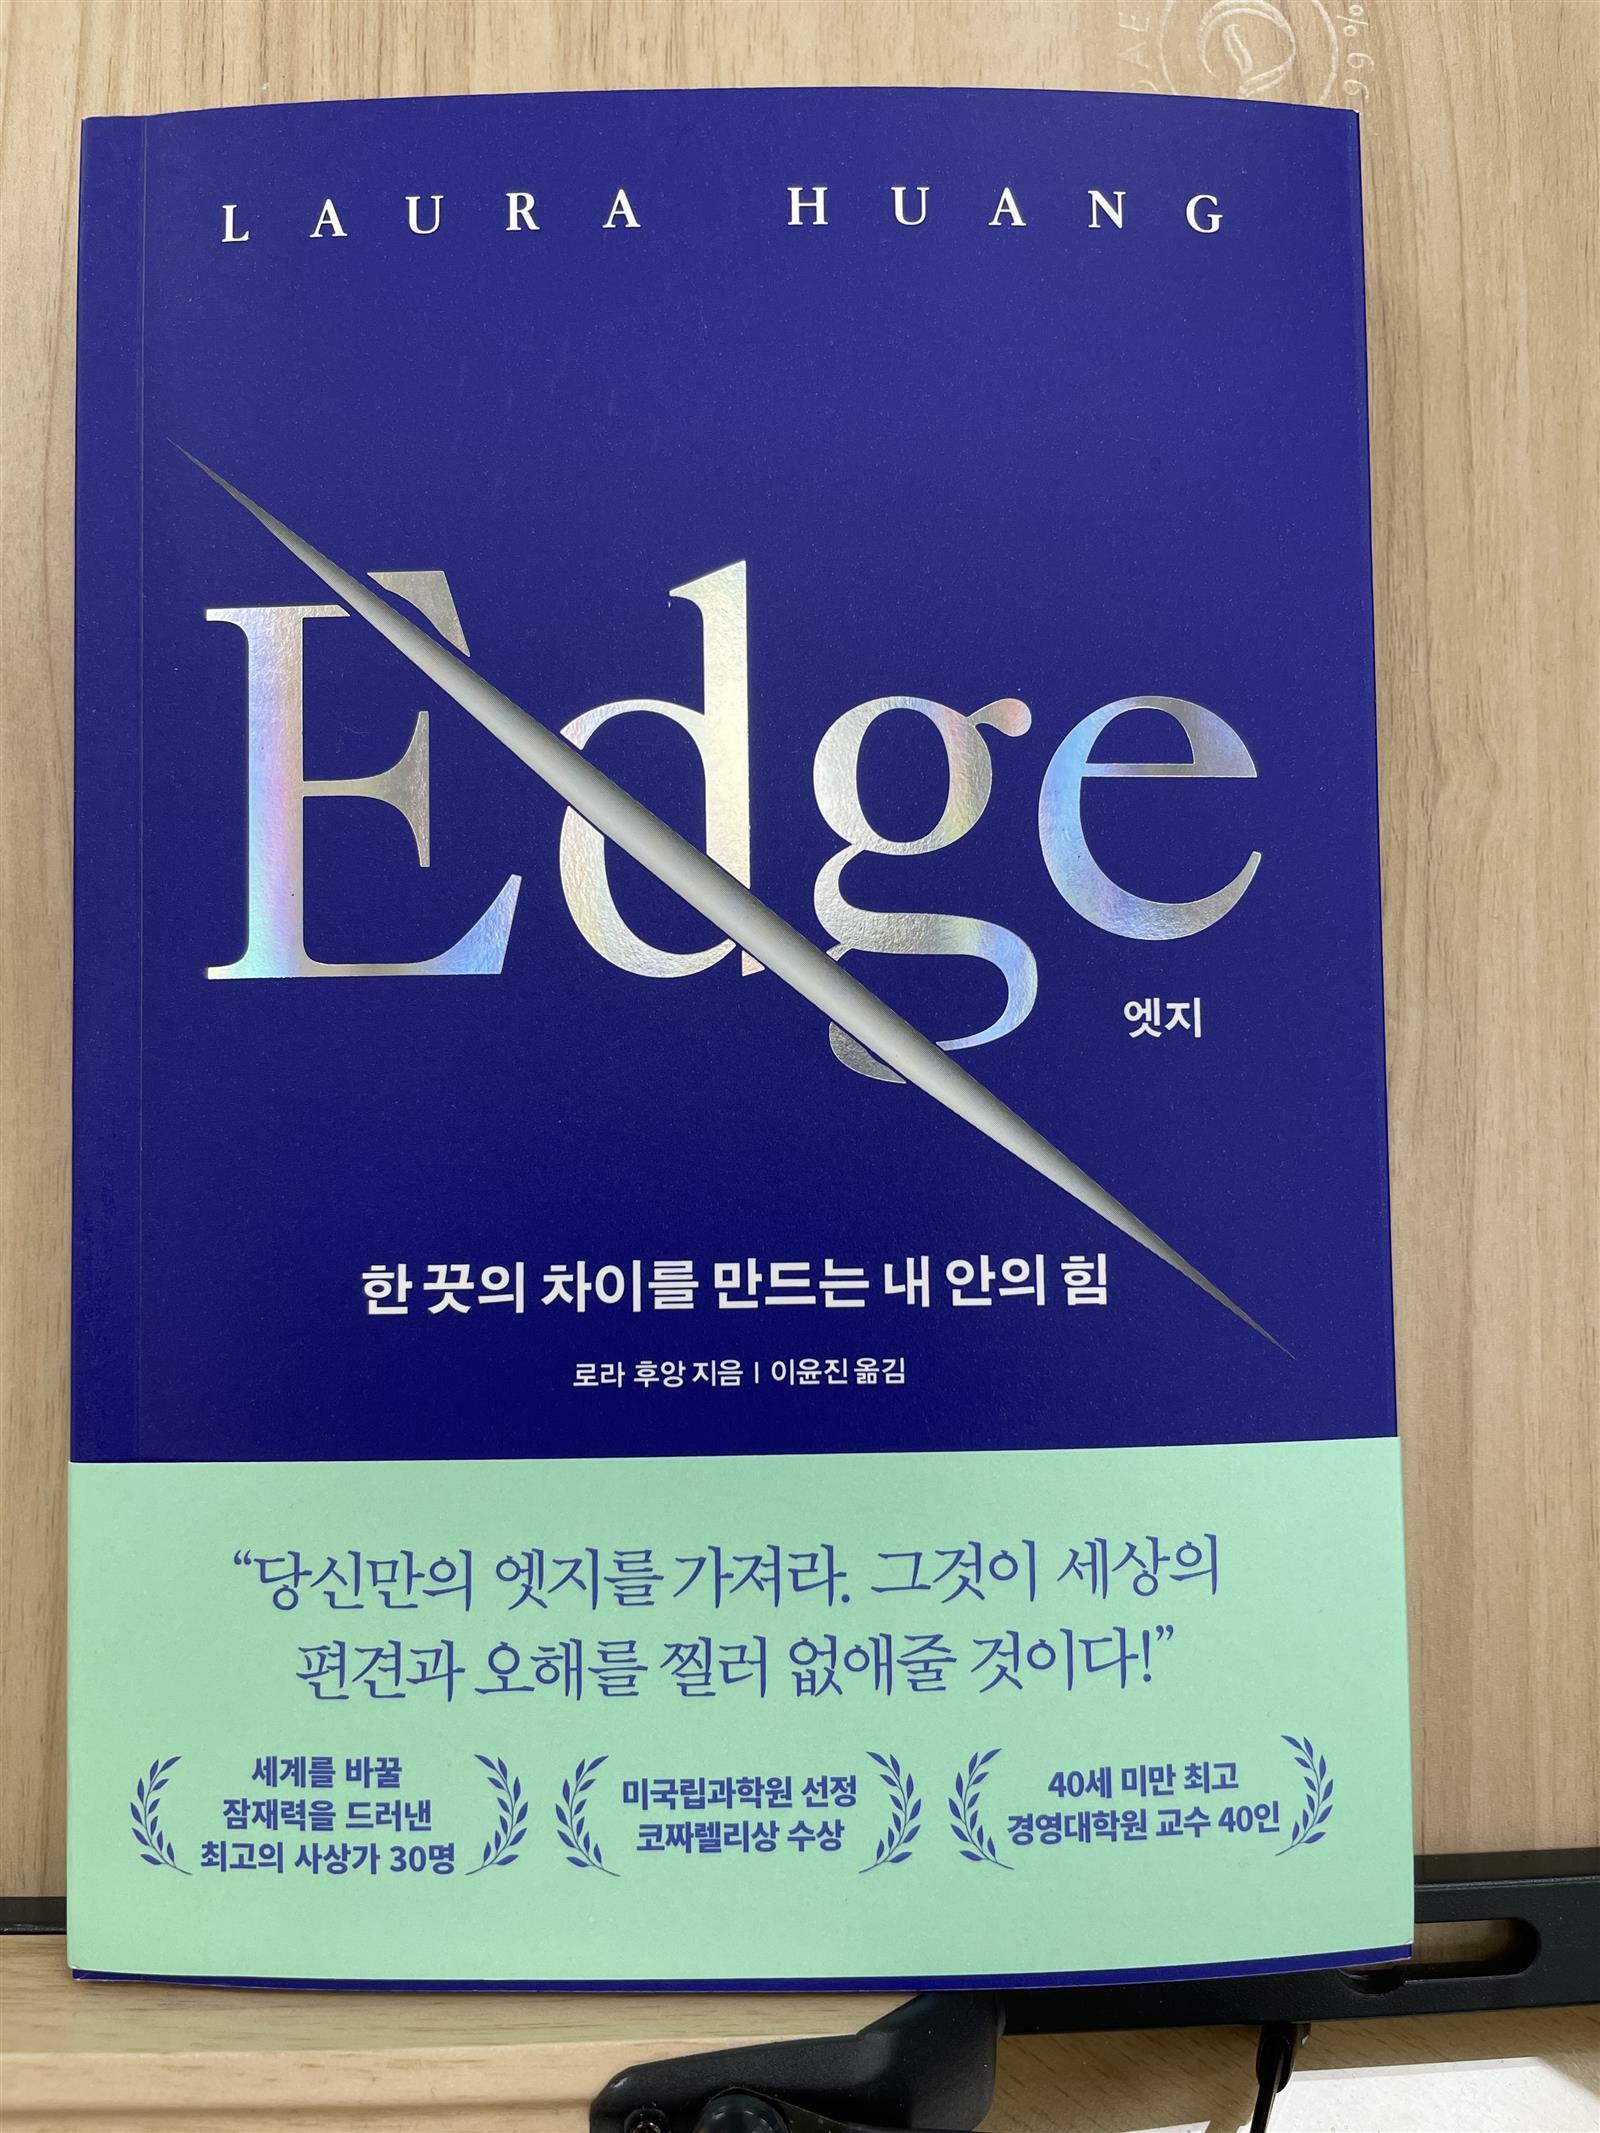 LAURA HUANG
Edge
엣지
한 끗의 차이를 만드는 내 안의 힘
로라 후앙 지음 | 이윤진 옮김
“당신만의 엣지를 가져라. 그것이 세상의
편견과 오해를 찔러 없애줄 것이다!”
세계를 바꿀
잠재력을 드러낸
최고의 사상가 30명
미국립과학원 선정
코짜렐리상 수상
40세 미만 최고
경영대학원 교수 40인